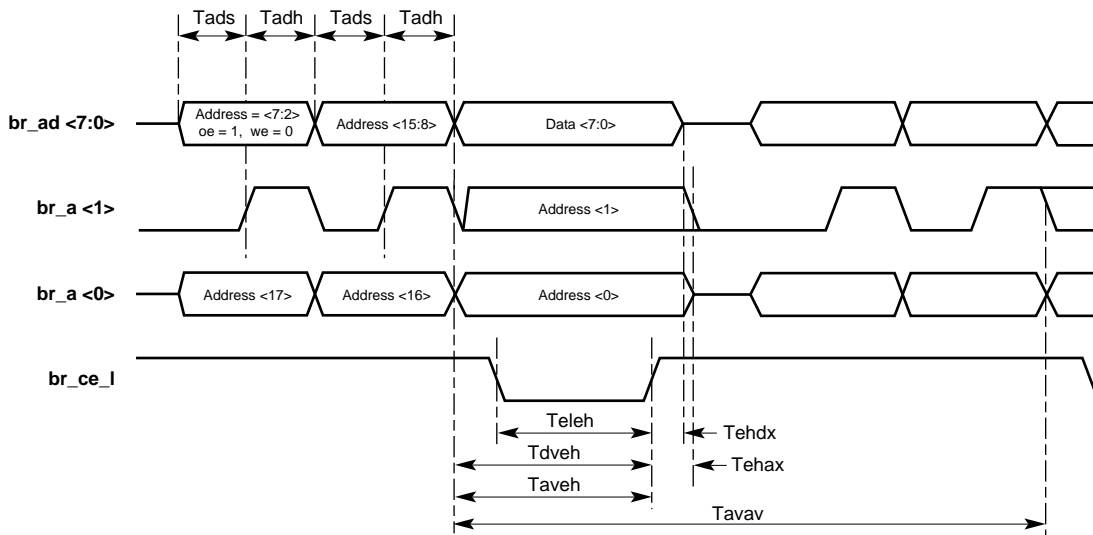 Tads Tadh Tads Tadh
br_ad <7:0>
Address = <7:2>
oe = 1, we = 0
Address <15:8>
Data <7:0>
br_a <1>
Address <1>
br_a <0>
Address <17>
Address <16>
Address <0>
br_ce_l
Teleh
Tehdx
Tdveh
Tehax
Taveh
Tavav